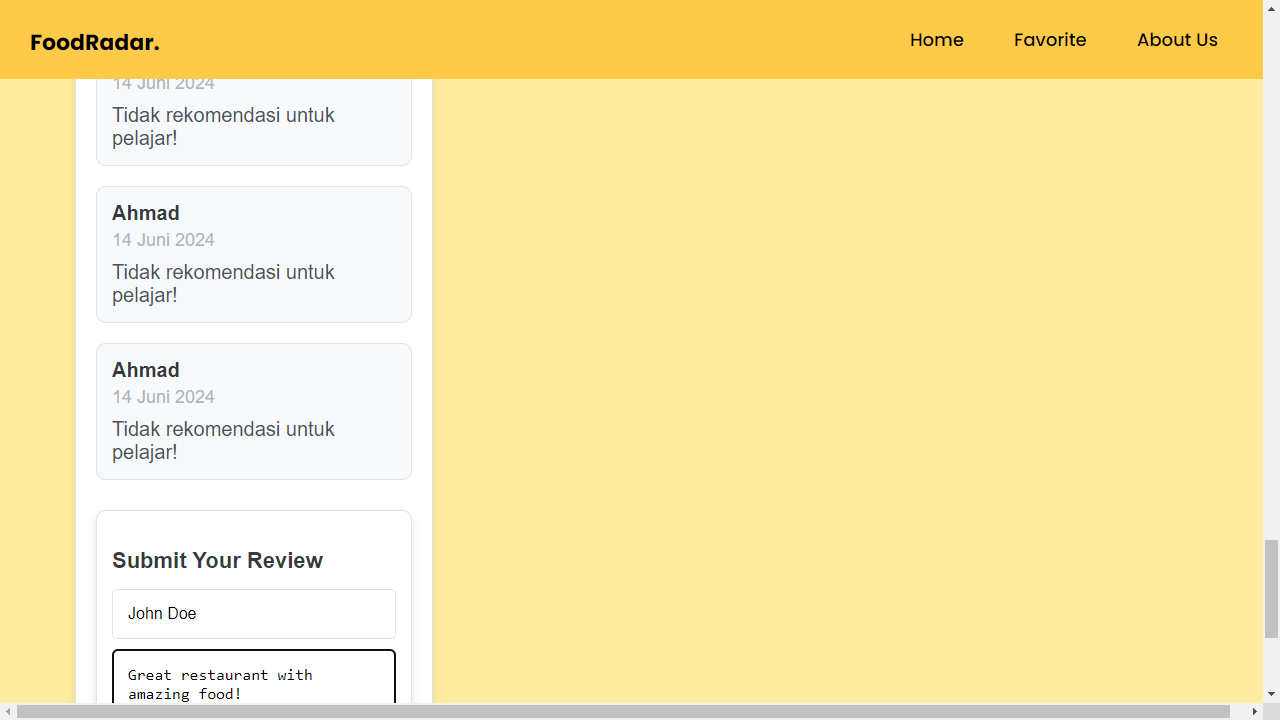 FoodRadar.
Home Favorite About Us
14 Juni 2024
Tidak rekomendasi untuk
pelajar!
Ahmad
14 Juni 2024
Tidak rekomendasi untuk
pelajar!
Ahmad
14 Juni 2024
Tidak rekomendasi untuk
pelajar!
Submit Your Review
John Doe
Great restaurant with
amazing food!